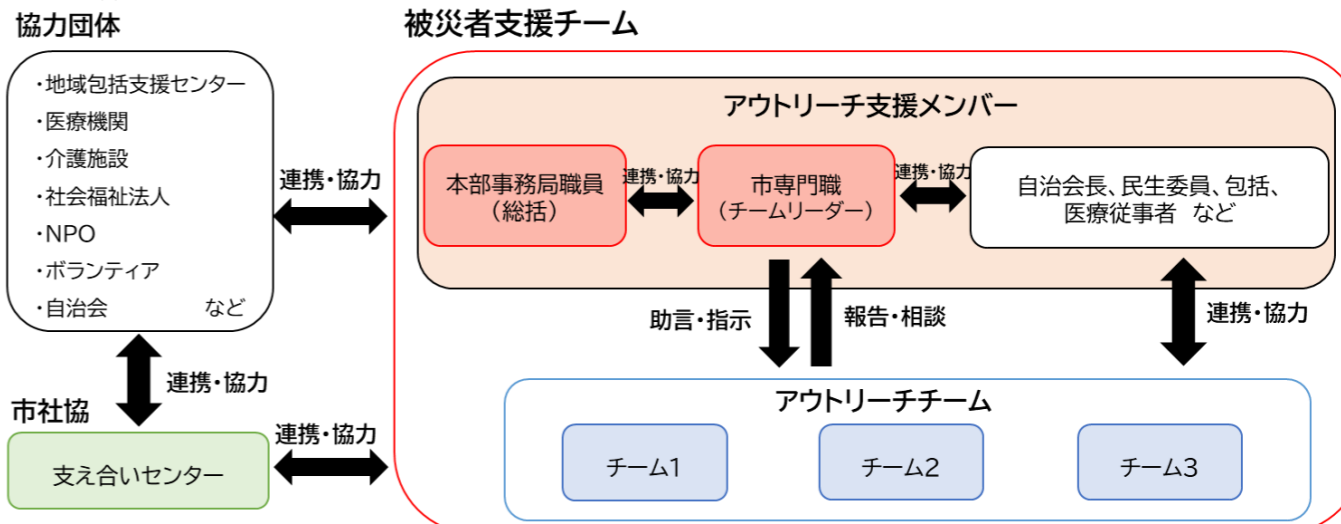 協力団体
・地域包括支援センター
・医療機関
・介護施設
・社会福祉法人
・NPO
・ボランティア
・自治会 など
連携・協力
市社協
支え合いセンター
連携・協力
連携・協力
被災者支援チーム
アウトリーチ支援メンバー
本部事務局職員
（総括）
連携・協力
市専門職
（チームリーダー）
連携・協力
自治会長、民生委員、包括、
医療従事者 など
助言・指示
報告・相談
連携・協力
アウトリーチチーム
チーム1
チーム2
チーム3